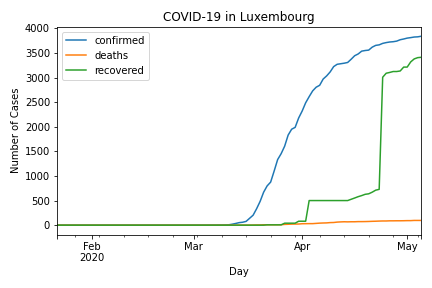 COVID-19 in Luxembourg
confirmed
deaths
recovered
Number of Cases
4000
3500
3000
2500
2000
1500
1000
500
0
Feb
2020
Mar
Apr
May
Day